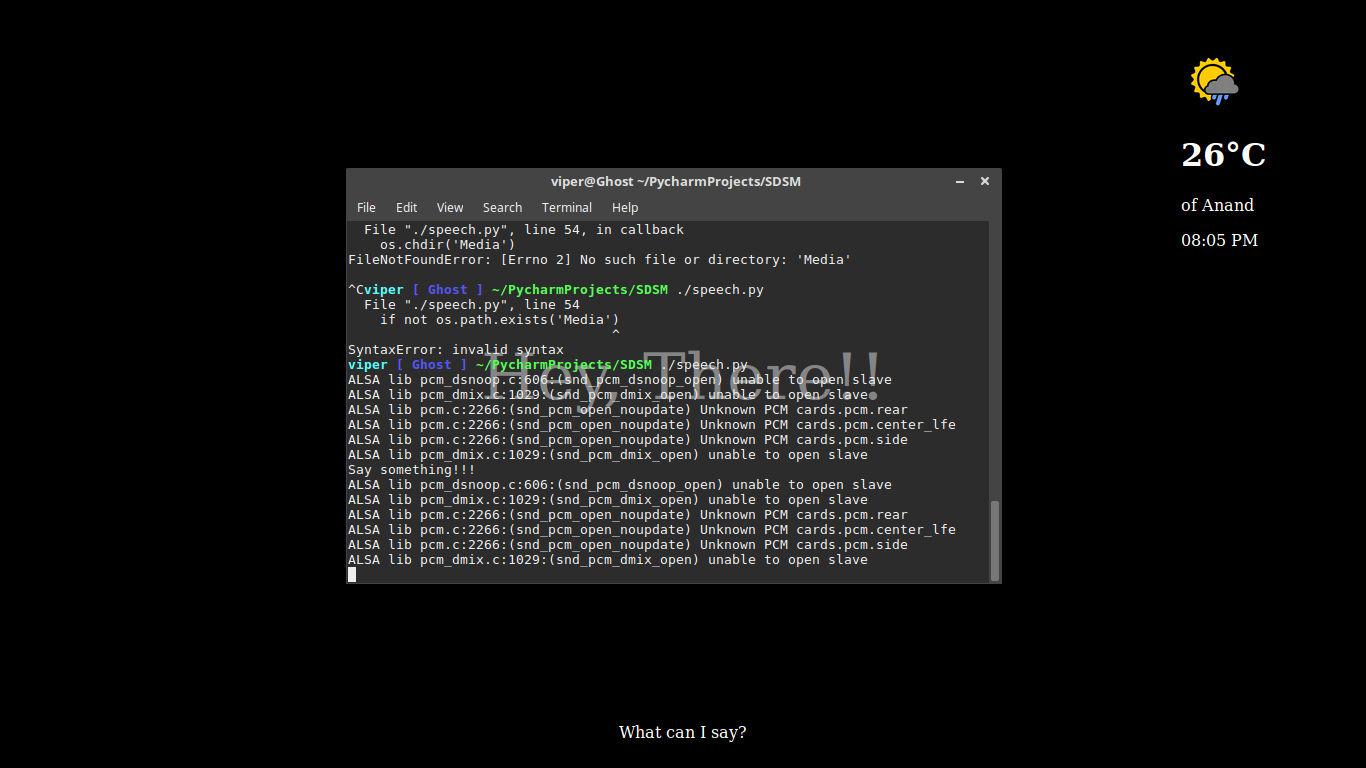 26°C
of Anand
08:05 PM
viper@Ghost ~/PycharmProjects/SDSM
File Edit View Search Terminal Help
  File "./speech.py", line 54, in callback
    os.chdir('Media')
FileNotFoundError: [Errno 2] No such file or directory: 'Media'
^Cviper [ Ghost ] ~/PycharmProjects/SDSM ./speech.py
  File "./speech.py", line 54
    if not os.path.exists('Media')
                                 ^
SyntaxError: invalid syntax
viper [ Ghost ] ~/PycharmProjects/SDSM ./speech.py
Hey, There!!
ALSA lib pcm_dsnoop.c:606:(snd_pcm_dsnoop_open) unable to open slave
ALSA lib pcm_dmix.c:1029:(snd_pcm_dmix_open) unable to open slave
ALSA lib pcm.c:2266:(snd_pcm_open_noupdate) Unknown PCM cards.pcm.rear
ALSA lib pcm.c:2266:(snd_pcm_open_noupdate) Unknown PCM cards.pcm.center_lfe
ALSA lib pcm.c:2266:(snd_pcm_open_noupdate) Unknown PCM cards.pcm.side
ALSA lib pcm_dmix.c:1029:(snd_pcm_dmix_open) unable to open slave
Say something!!!
ALSA lib pcm_dsnoop.c:606:(snd_pcm_dsnoop_open) unable to open slave
ALSA lib pcm_dmix.c:1029:(snd_pcm_dmix_open) unable to open slave
ALSA lib pcm.c:2266:(snd_pcm_open_noupdate) Unknown PCM cards.pcm.rear
ALSA lib pcm.c:2266:(snd_pcm_open_noupdate) Unknown PCM cards.pcm.center_lfe
ALSA lib pcm.c:2266:(snd_pcm_open_noupdate) Unknown PCM cards.pcm.side
ALSA lib pcm_dmix.c:1029:(snd_pcm_dmix_open) unable to open slave
What can I say?